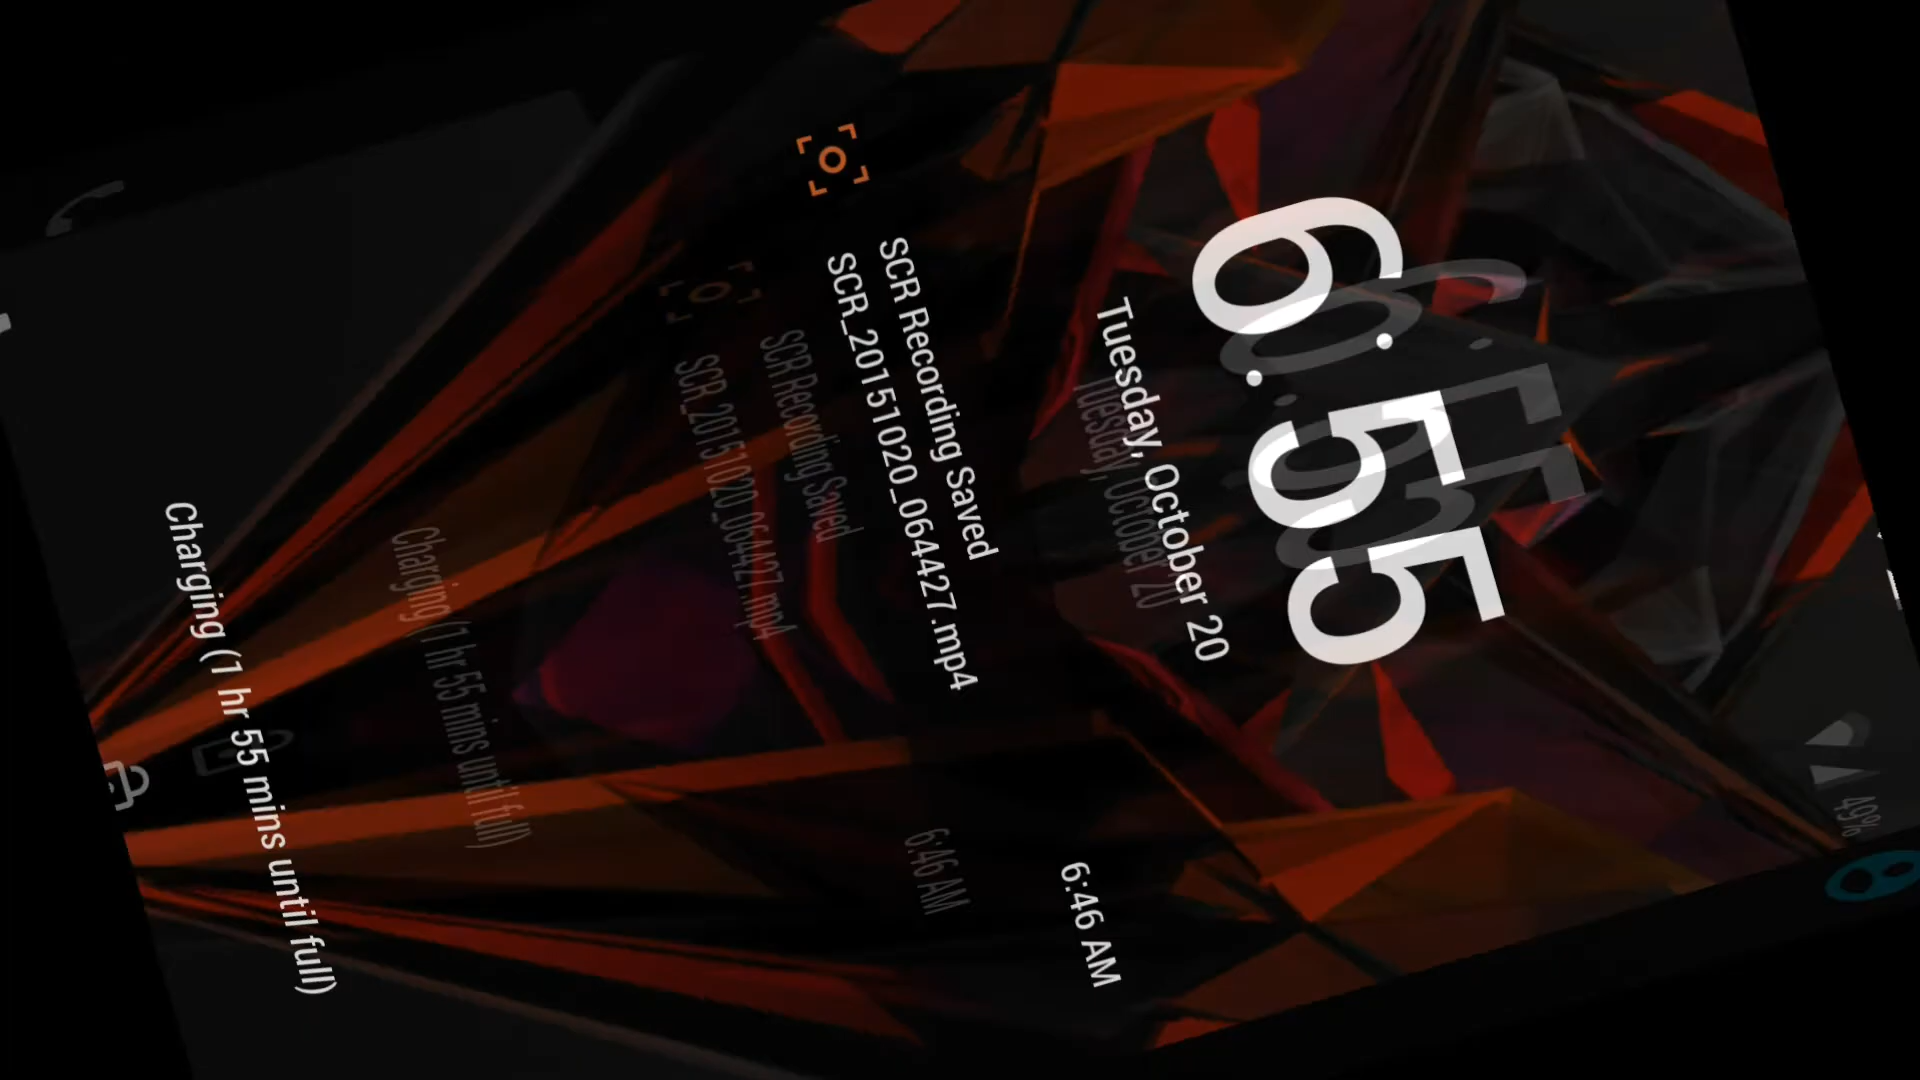 49%
6:55
Tuesday, October 20
SCR Recording Saved
6:46 AM
SCR_20151020_064427.mp4
Charging (1 hr 55 mins until full)